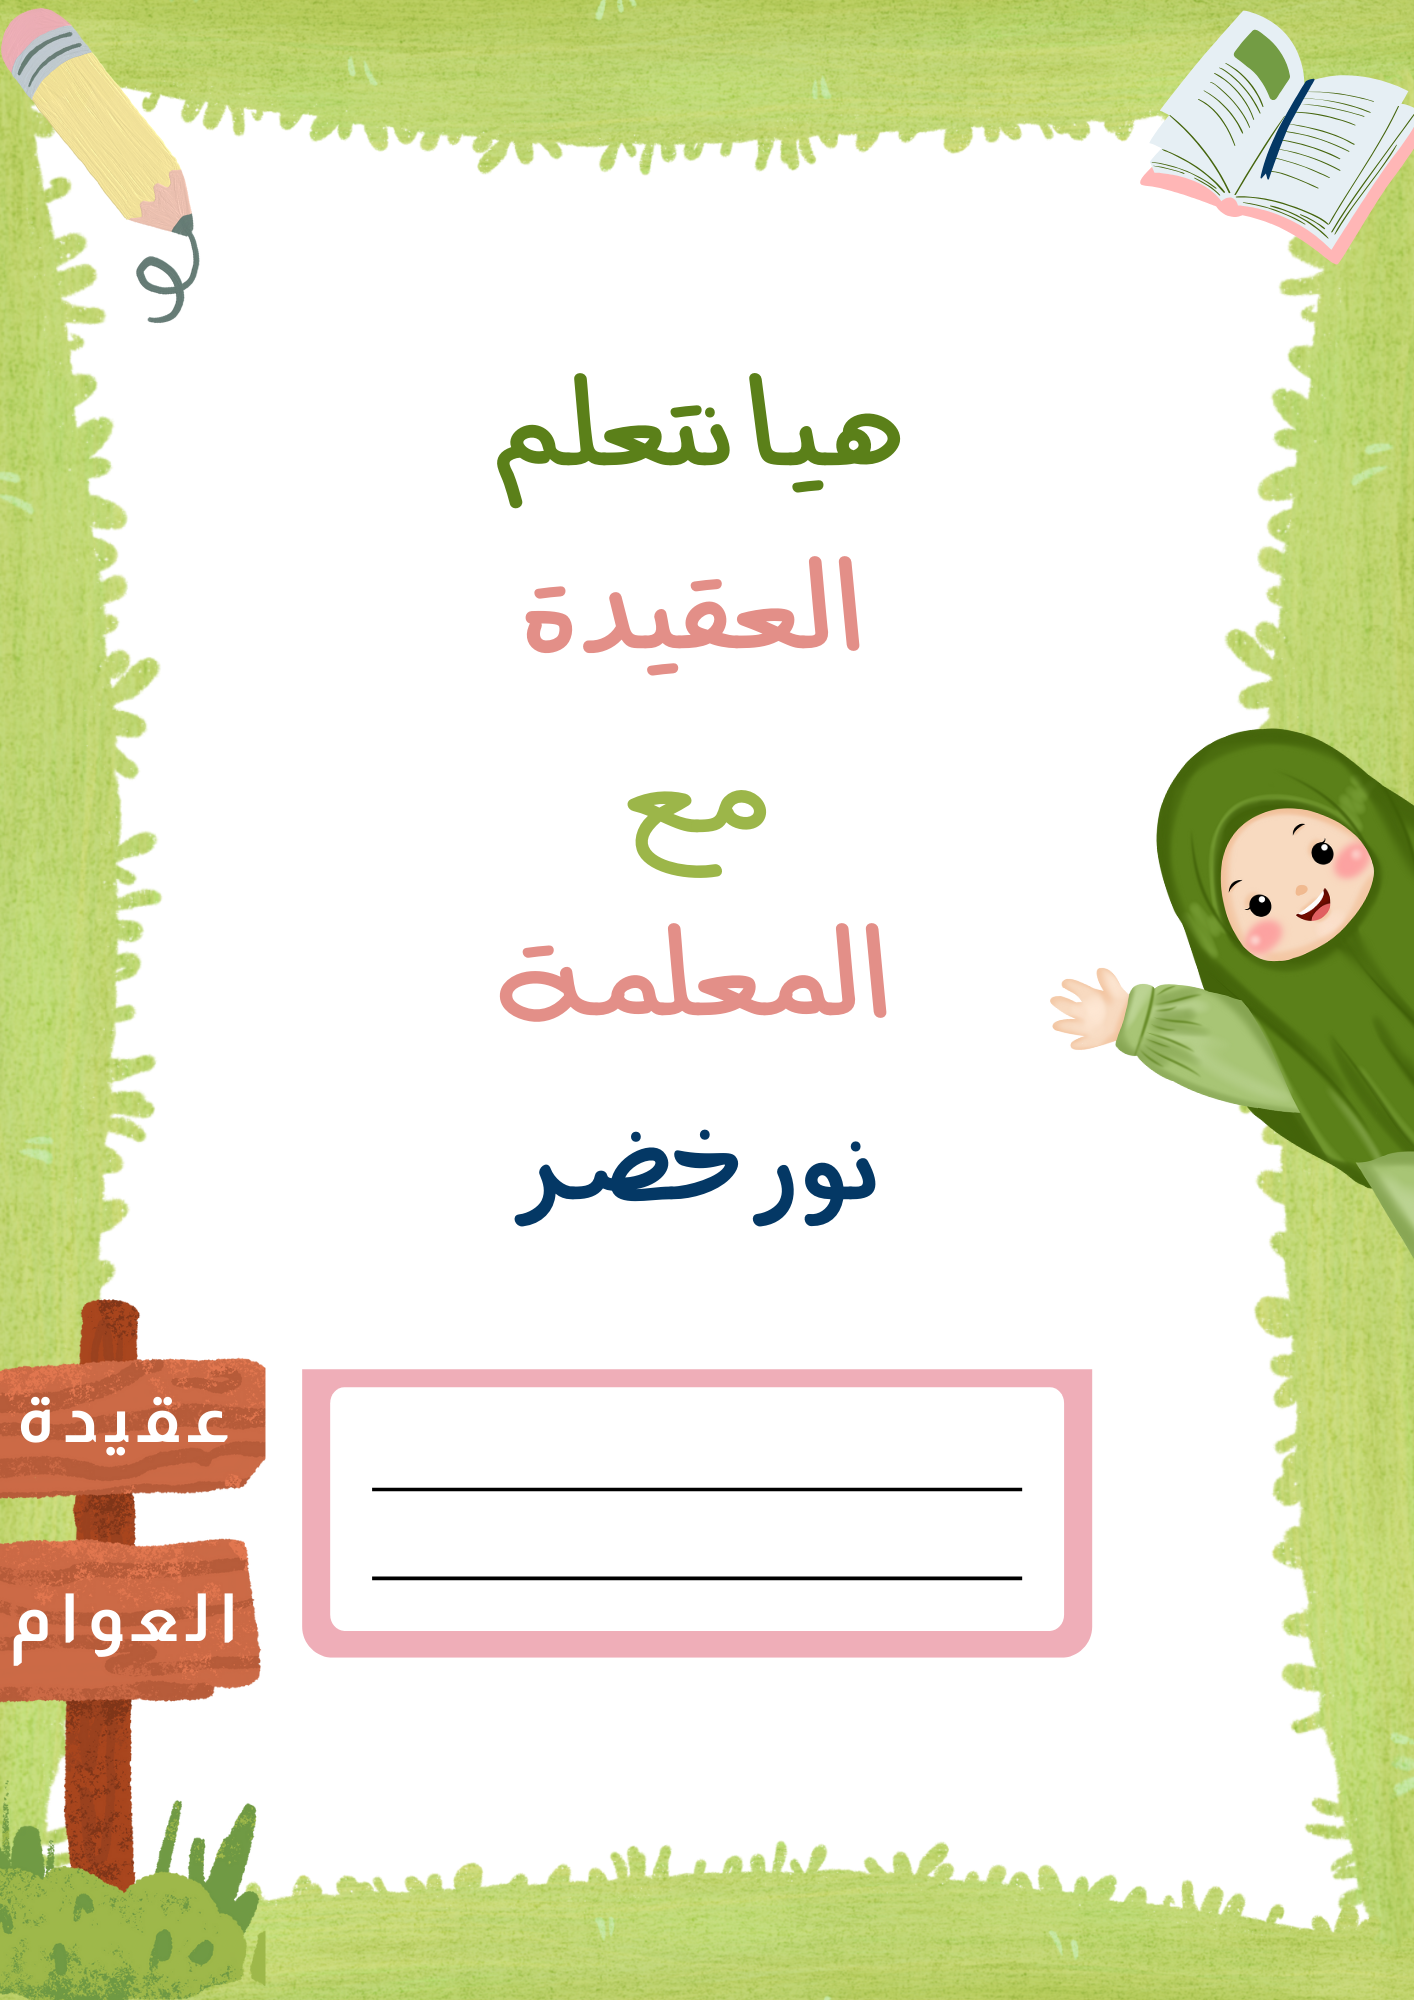 هيا نتعلم
العقيدة
مع
المعلمة
نور خضر
عقيدة
العوام